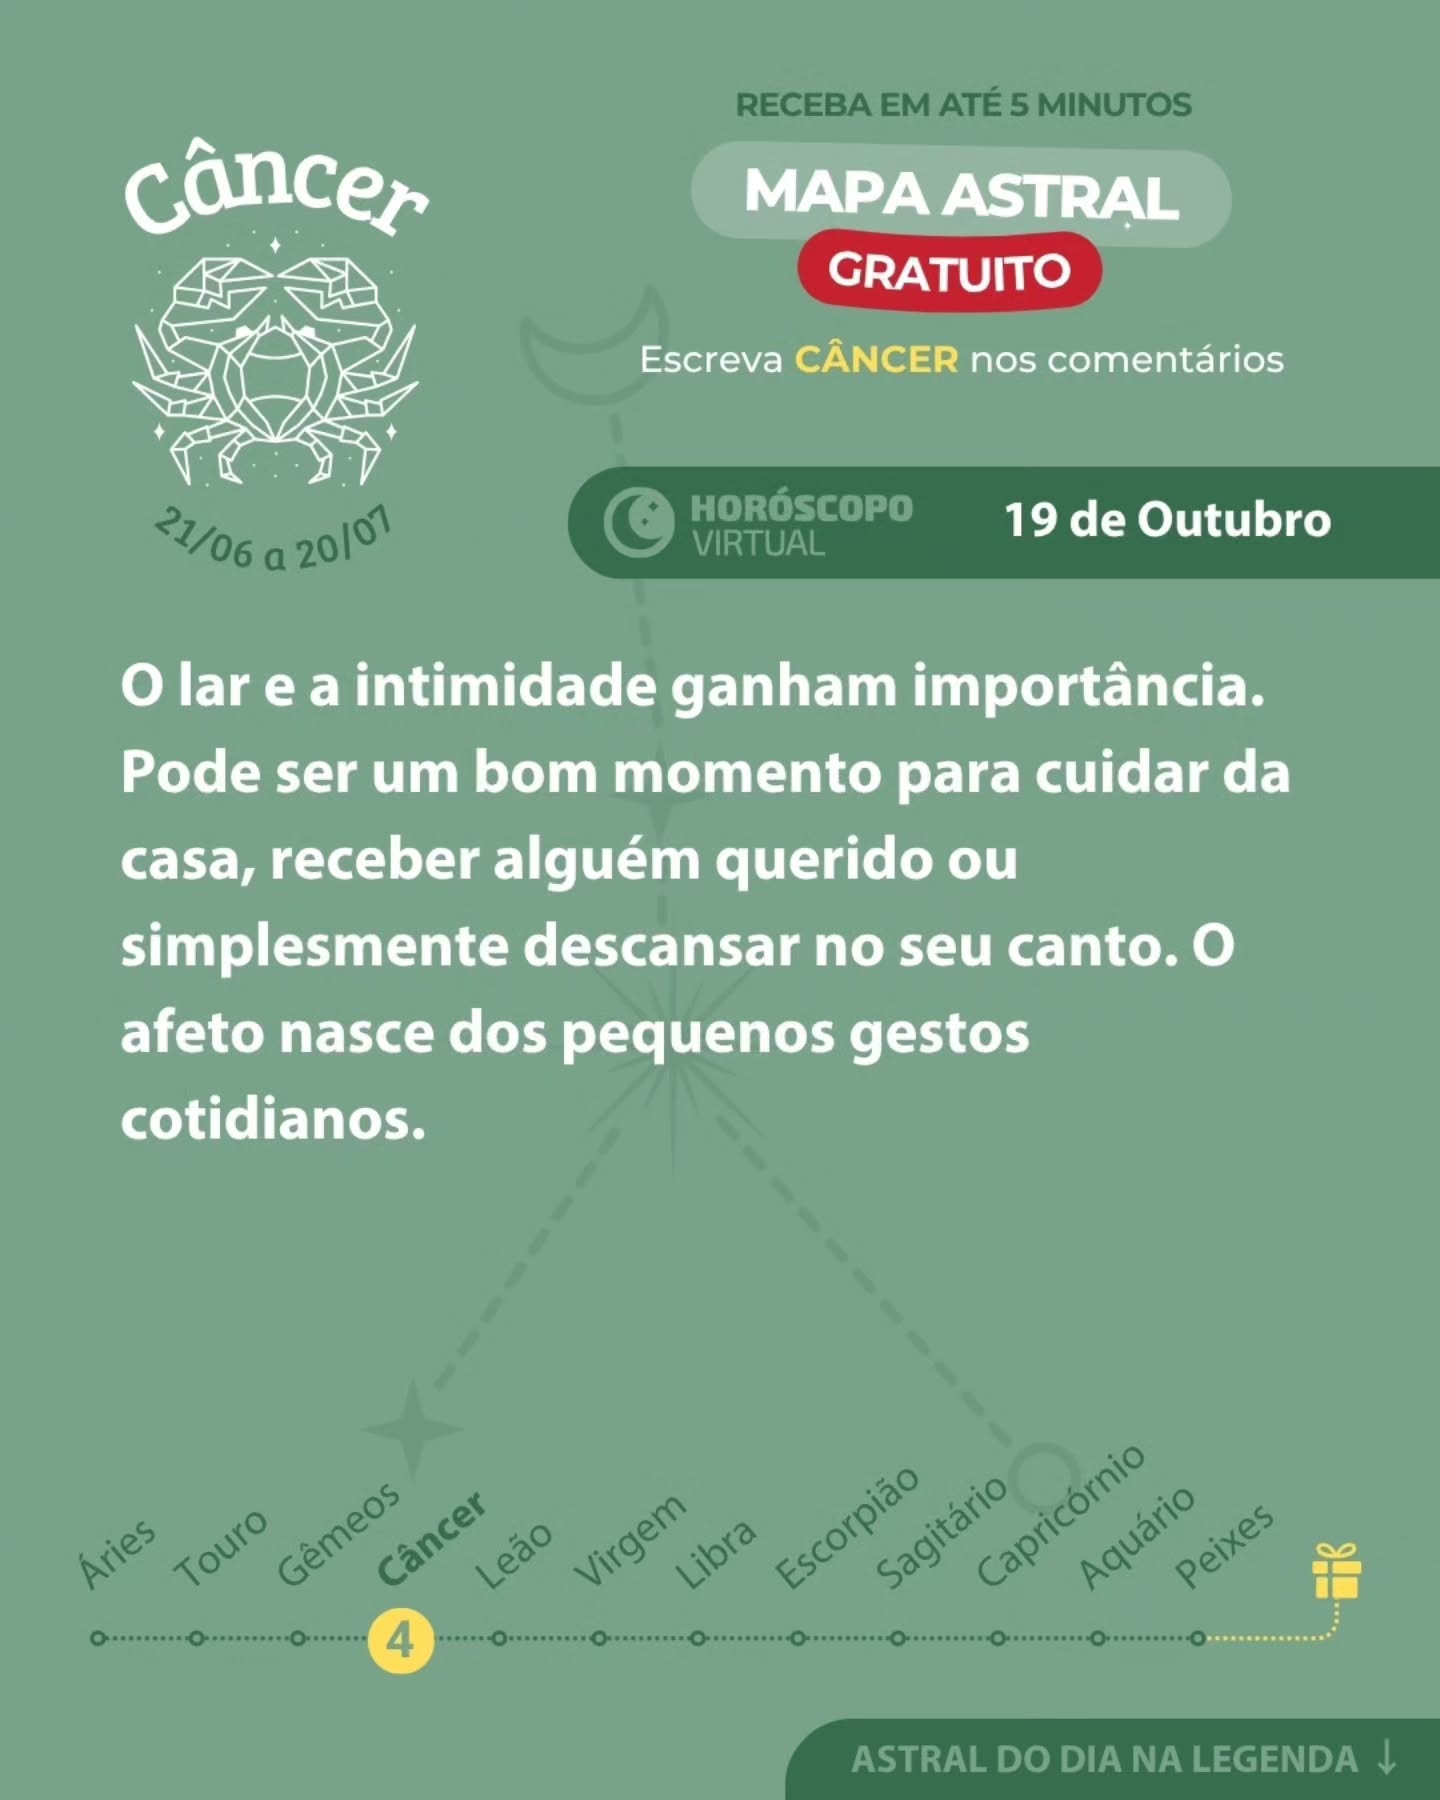 Câncer
21/06 a 20/07
RECEBA EM ATÉ 5 MINUTOS
MAPA ASTRAL
GRATUITO
Escreva CÂNCER nos comentários
HORÓSCOPO
VIRTUAL
19 de Outubro
O lar e a intimidade ganham importância.
Pode ser um bom momento para cuidar da
casa, receber alguém querido ou
simplesmente descansar no seu canto. O
afeto nasce dos pequenos gestos
cotidianos.
Áries
Touro
Gêmeos
Câncer
Leão
Virgem
Libra
Escorpião
Sagitário
Capricórnio
Aquário
Peixes
4
ASTRAL DO DIA NA LEGENDA ↓